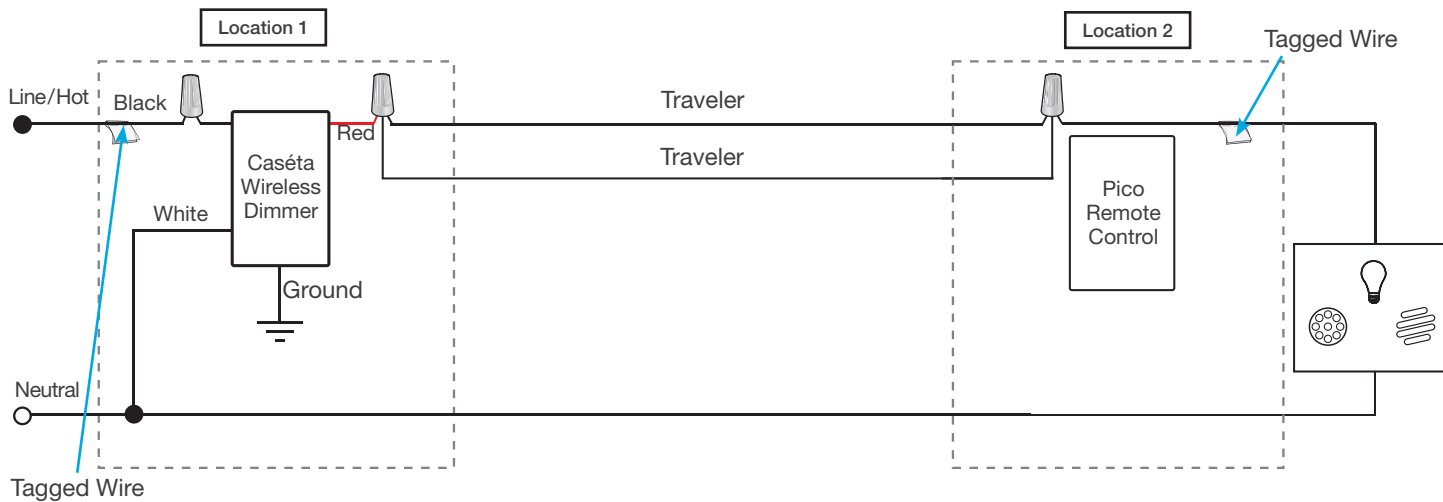 Location 1
Location 2
Tagged Wire
Line/Hot
Black
Traveler
Red
Traveler
Caséta
Wireless
Dimmer
Pico
Remote
Control
White
Ground
Neutral
Tagged Wire